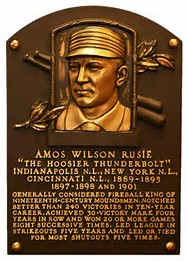 AMOS WILSON RUSIE
"THE HOOSIER THUNDERBOLT"
INDIANAPOLIS N.L., NEW YORK N.L.,
CINCINNATI N.L., 1889-1895
1897-1898 AND 1901
GENERALLY CONSIDERED FIREBALL KING OF
NINETEENTH-CENTURY MOUNDSMEN. NOTCHED
BETTER THAN 240 VICTORIES IN TEN-YEAR
CAREER. ACHIEVED 30-VICTORY MARK FOUR
YEARS IN ROW AND WON 20 OR MORE GAMES
EIGHT SUCCESSIVE TIMES. LED LEAGUE IN
STRIKEOUTS FIVE YEARS AND LED OR TIED
FOR MOST SHUTOUTS FIVE TIMES.